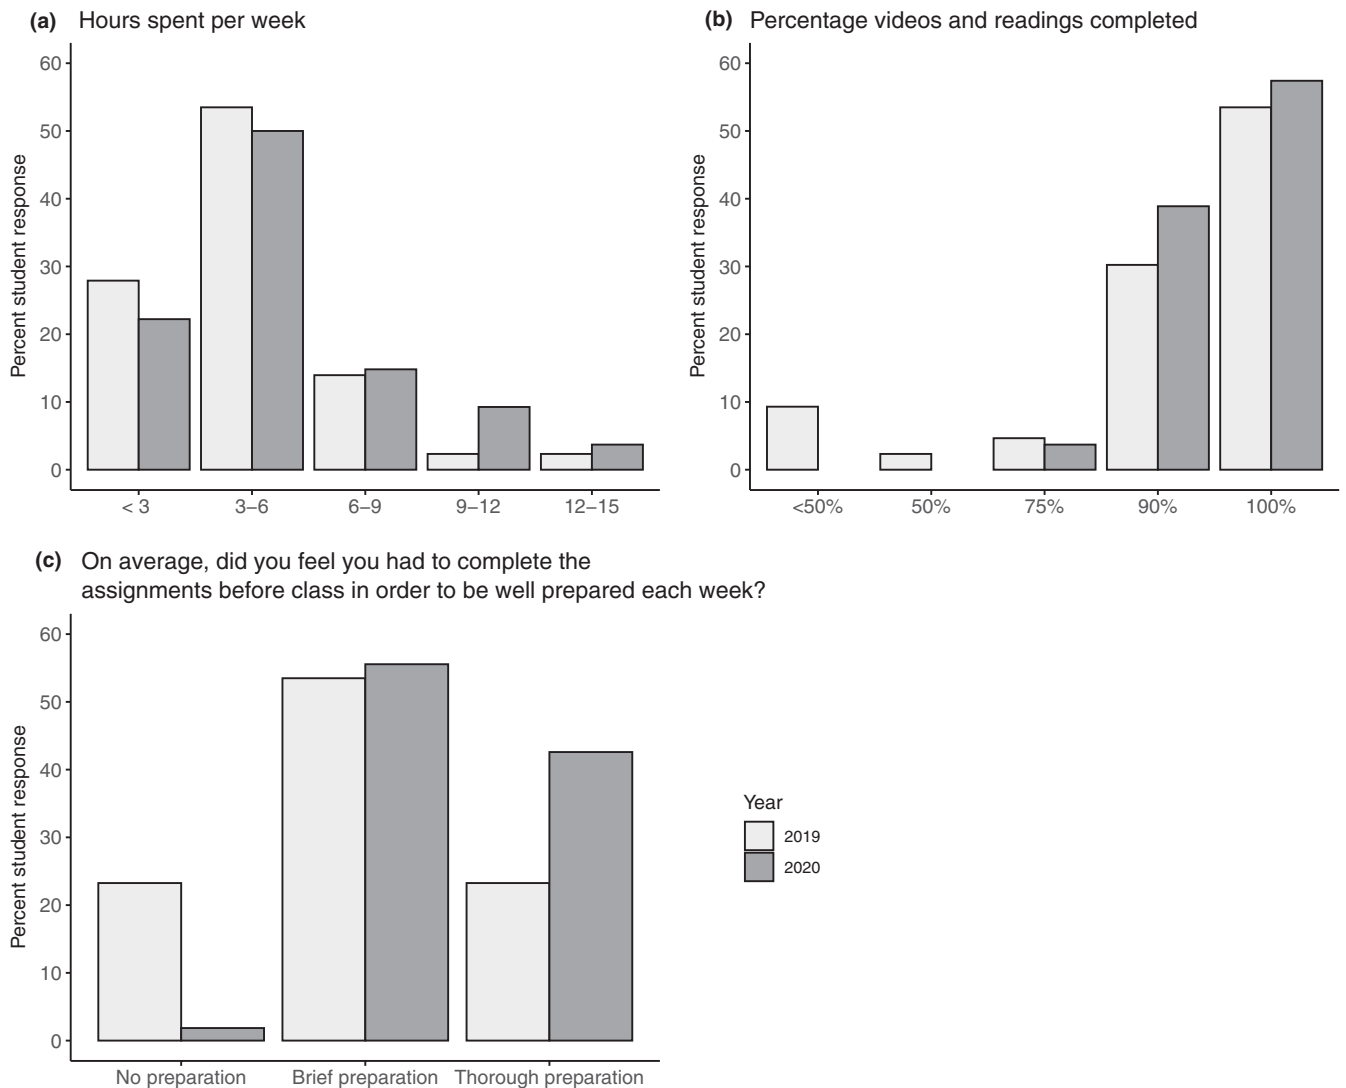 (a) Hours spent per week
Percent student response
60
50
40
30
20
10
0
< 3 3–6 6–9 9–12 12–15
(b) Percentage videos and readings completed
Percent student response
60
50
40
30
20
10
0
<50% 50% 75% 90% 100%
(c) On average, did you feel you had to complete the
assignments before class in order to be well prepared each week?
Percent student response
60
50
40
30
20
10
0
No preparation Brief preparation Thorough preparation
Year
2019
2020